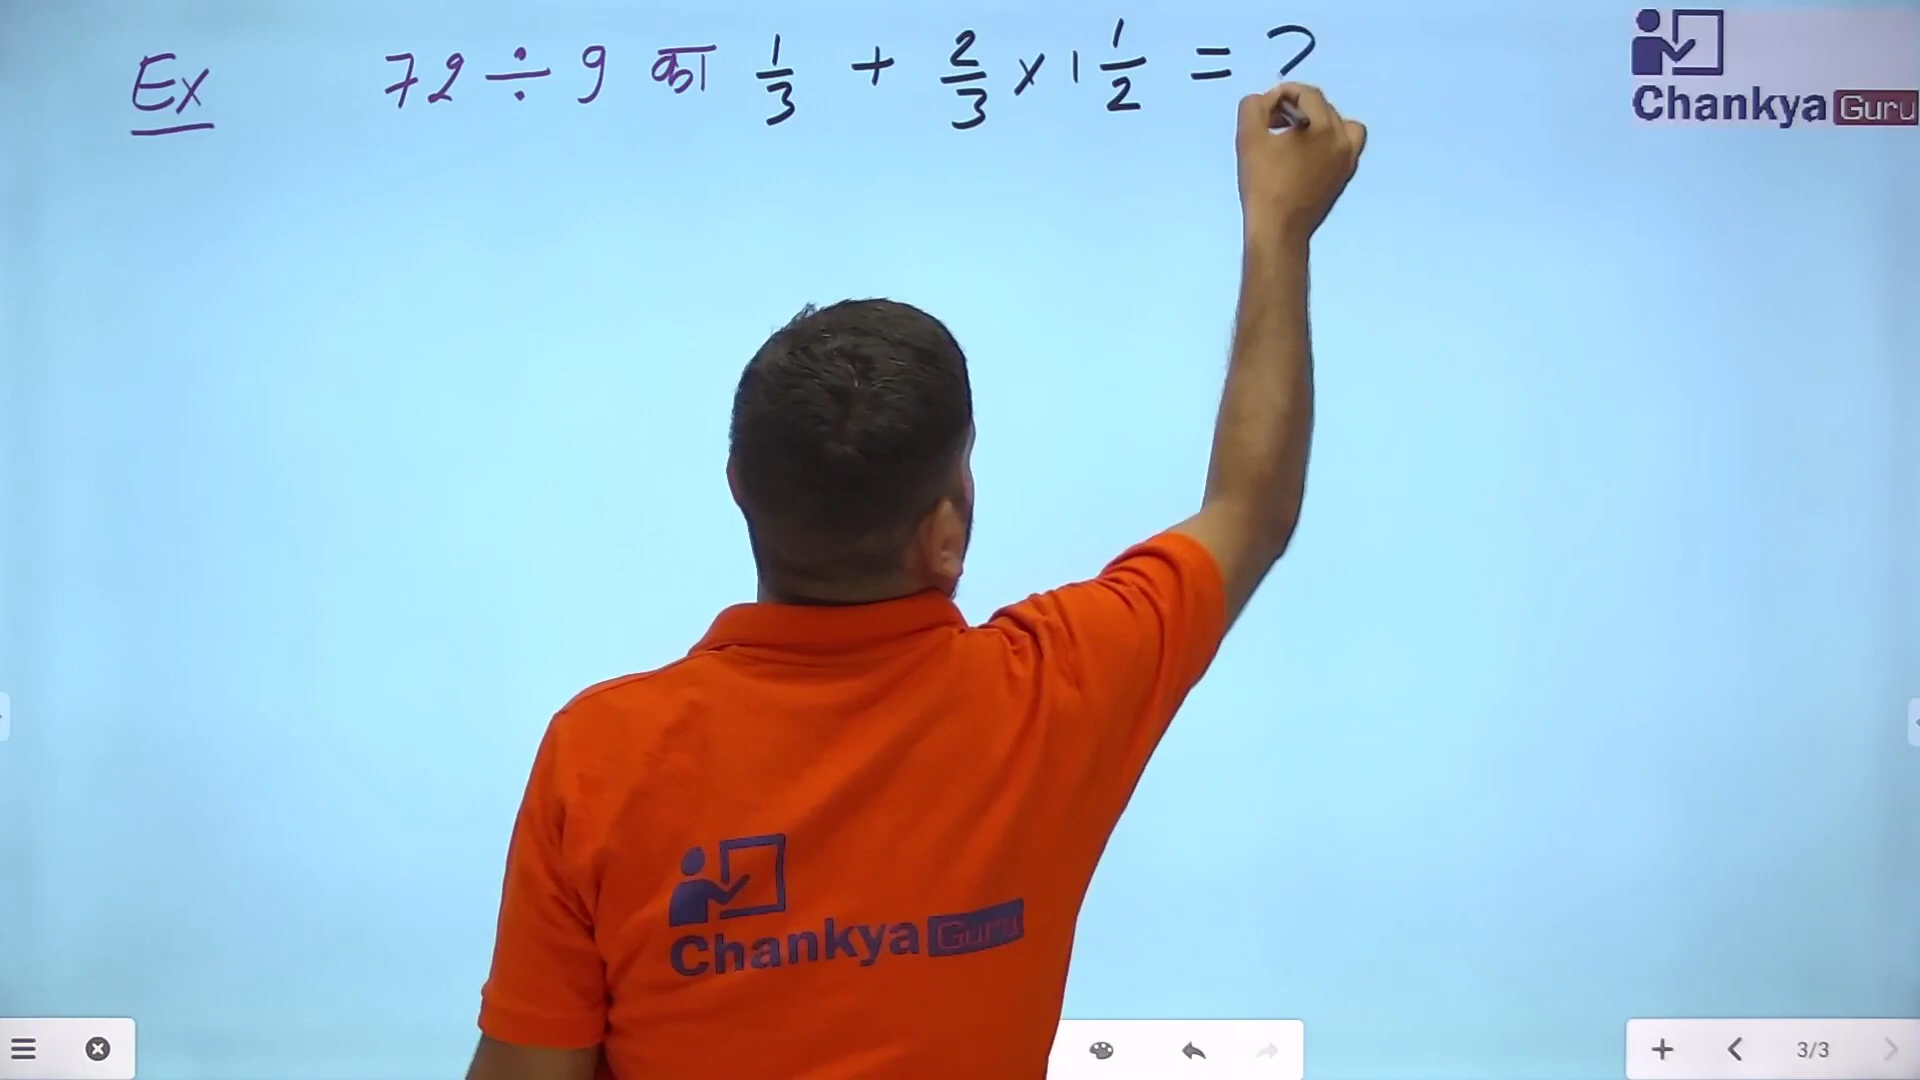 Ex 72 ÷ 9 का 1/3 + 2/3 × 1 1/2 = ?
Chankya Guru
Chankya Guru
3/3